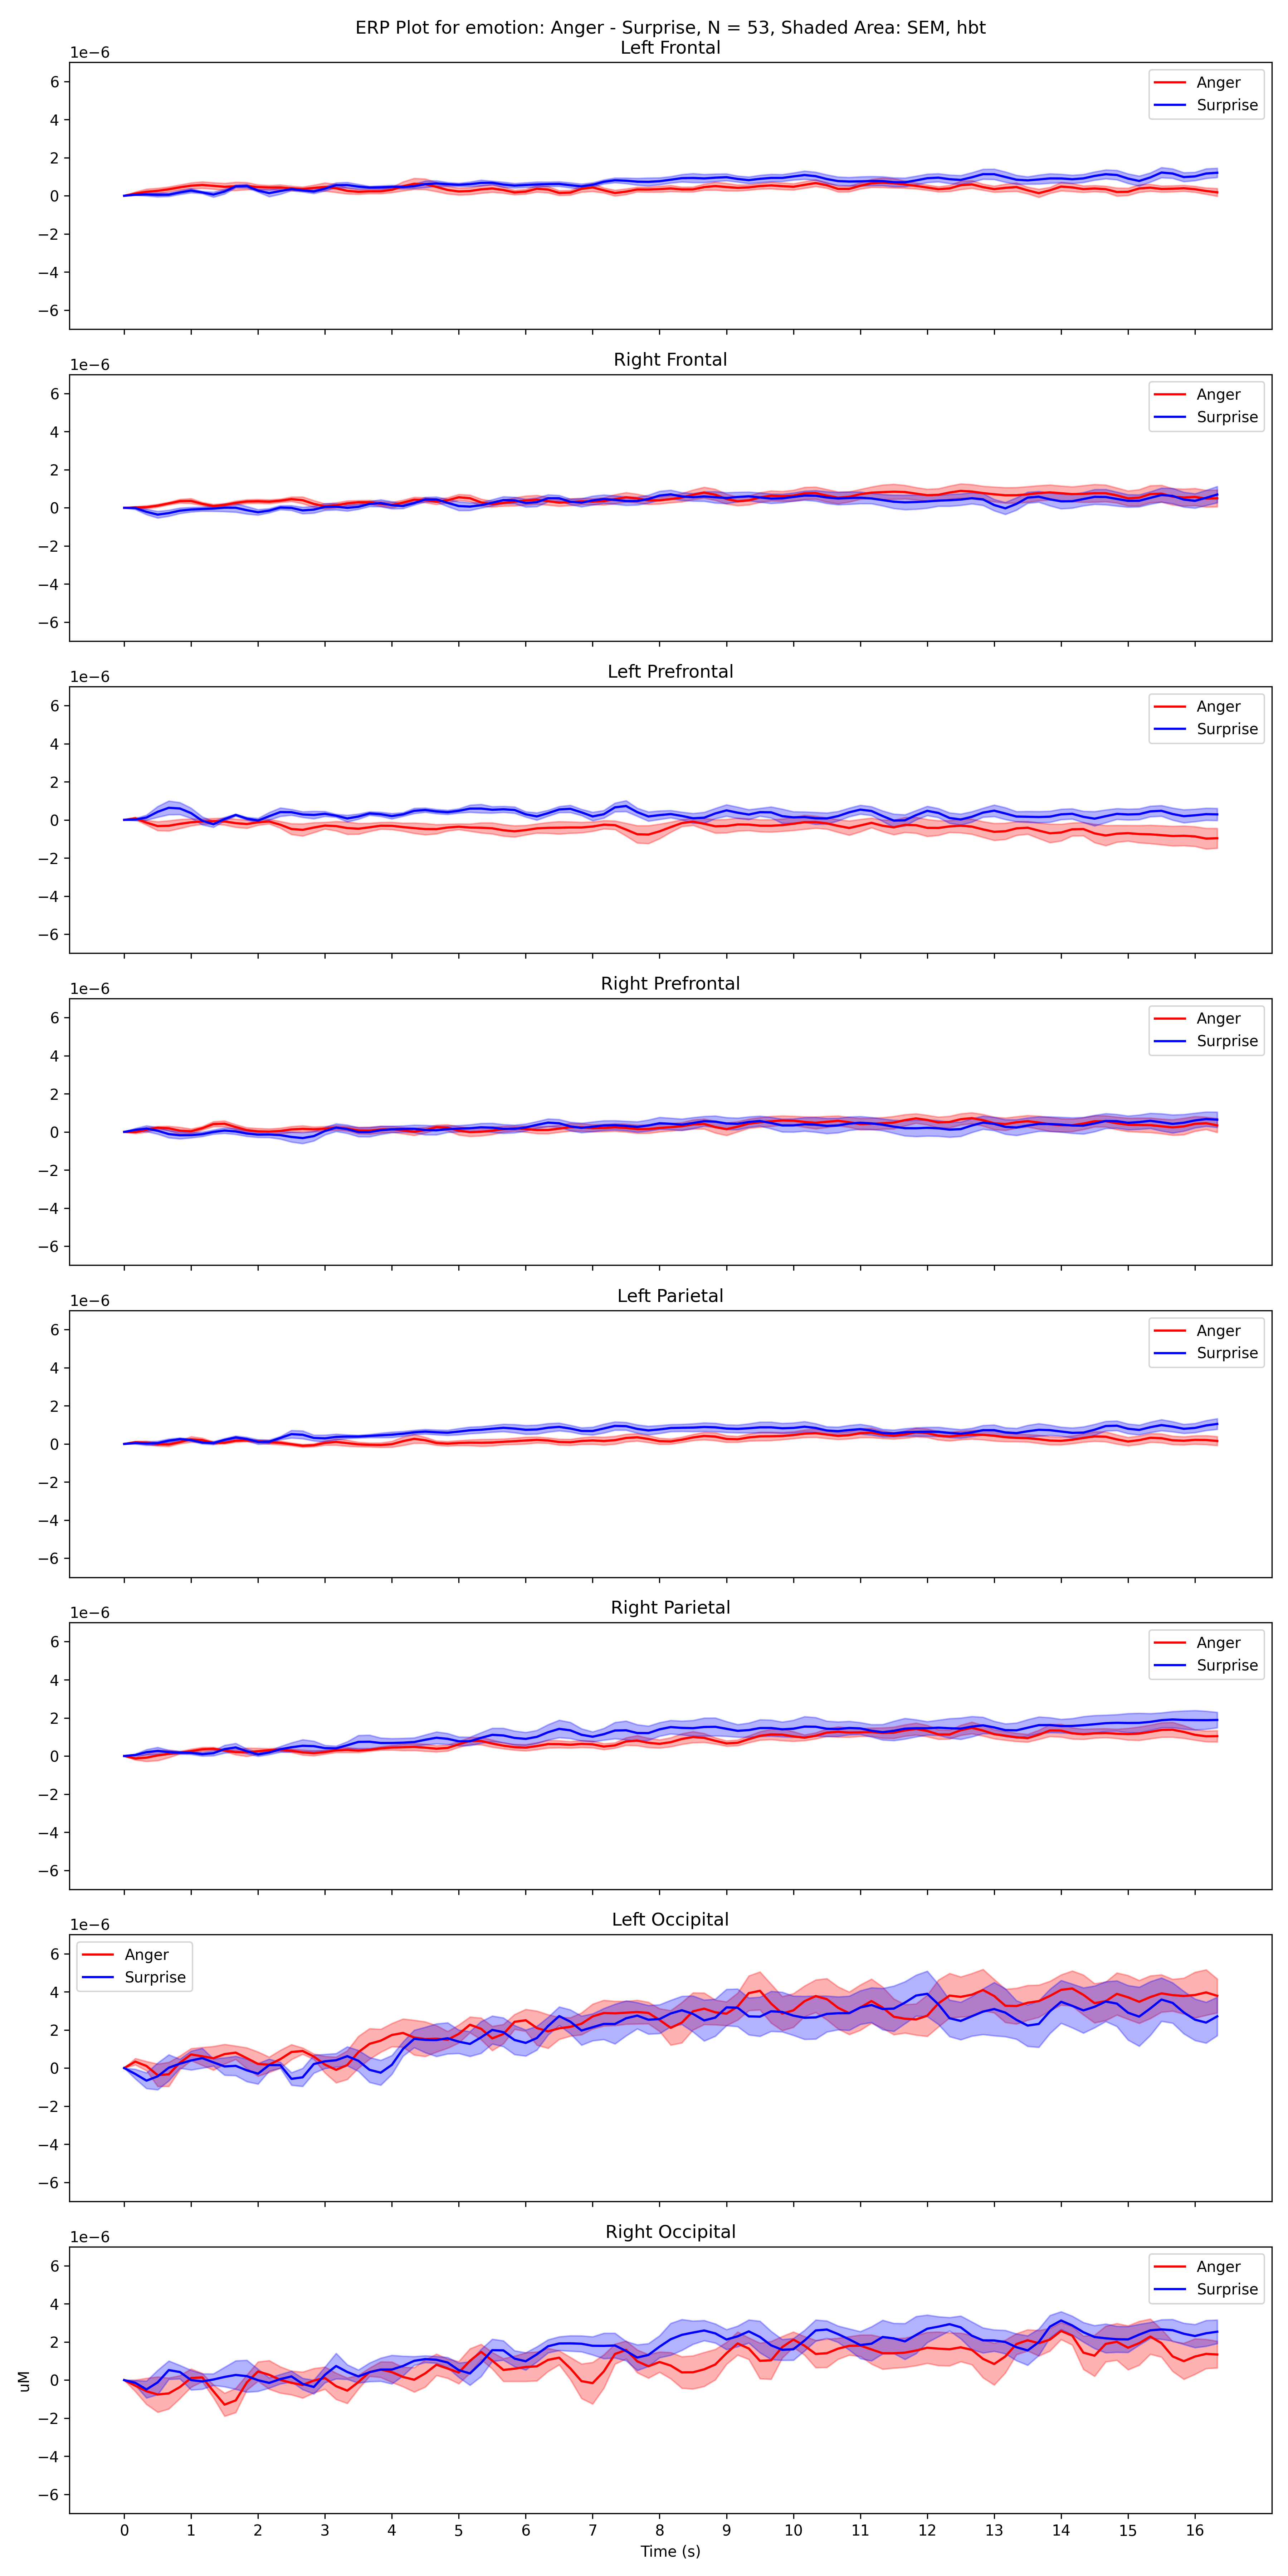 ERP Plot for emotion: Anger - Surprise, N = 53, Shaded Area: SEM, hbt
Left Frontal
1e−6
6
4
2
0
−2
−4
−6
Anger
Surprise
Right Frontal
1e−6
6
4
2
0
−2
−4
−6
Anger
Surprise
Left Prefrontal
1e−6
6
4
2
0
−2
−4
−6
Anger
Surprise
Right Prefrontal
1e−6
6
4
2
0
−2
−4
−6
Anger
Surprise
Left Parietal
1e−6
6
4
2
0
−2
−4
−6
Anger
Surprise
Right Parietal
1e−6
6
4
2
0
−2
−4
−6
Anger
Surprise
Left Occipital
1e−6
6
4
2
0
−2
−4
−6
Anger
Surprise
Right Occipital
1e−6
6
4
2
0
−2
−4
−6
Anger
Surprise
uM
0 1 2 3 4 5 6 7 8 9 10 11 12 13 14 15 16
Time (s)